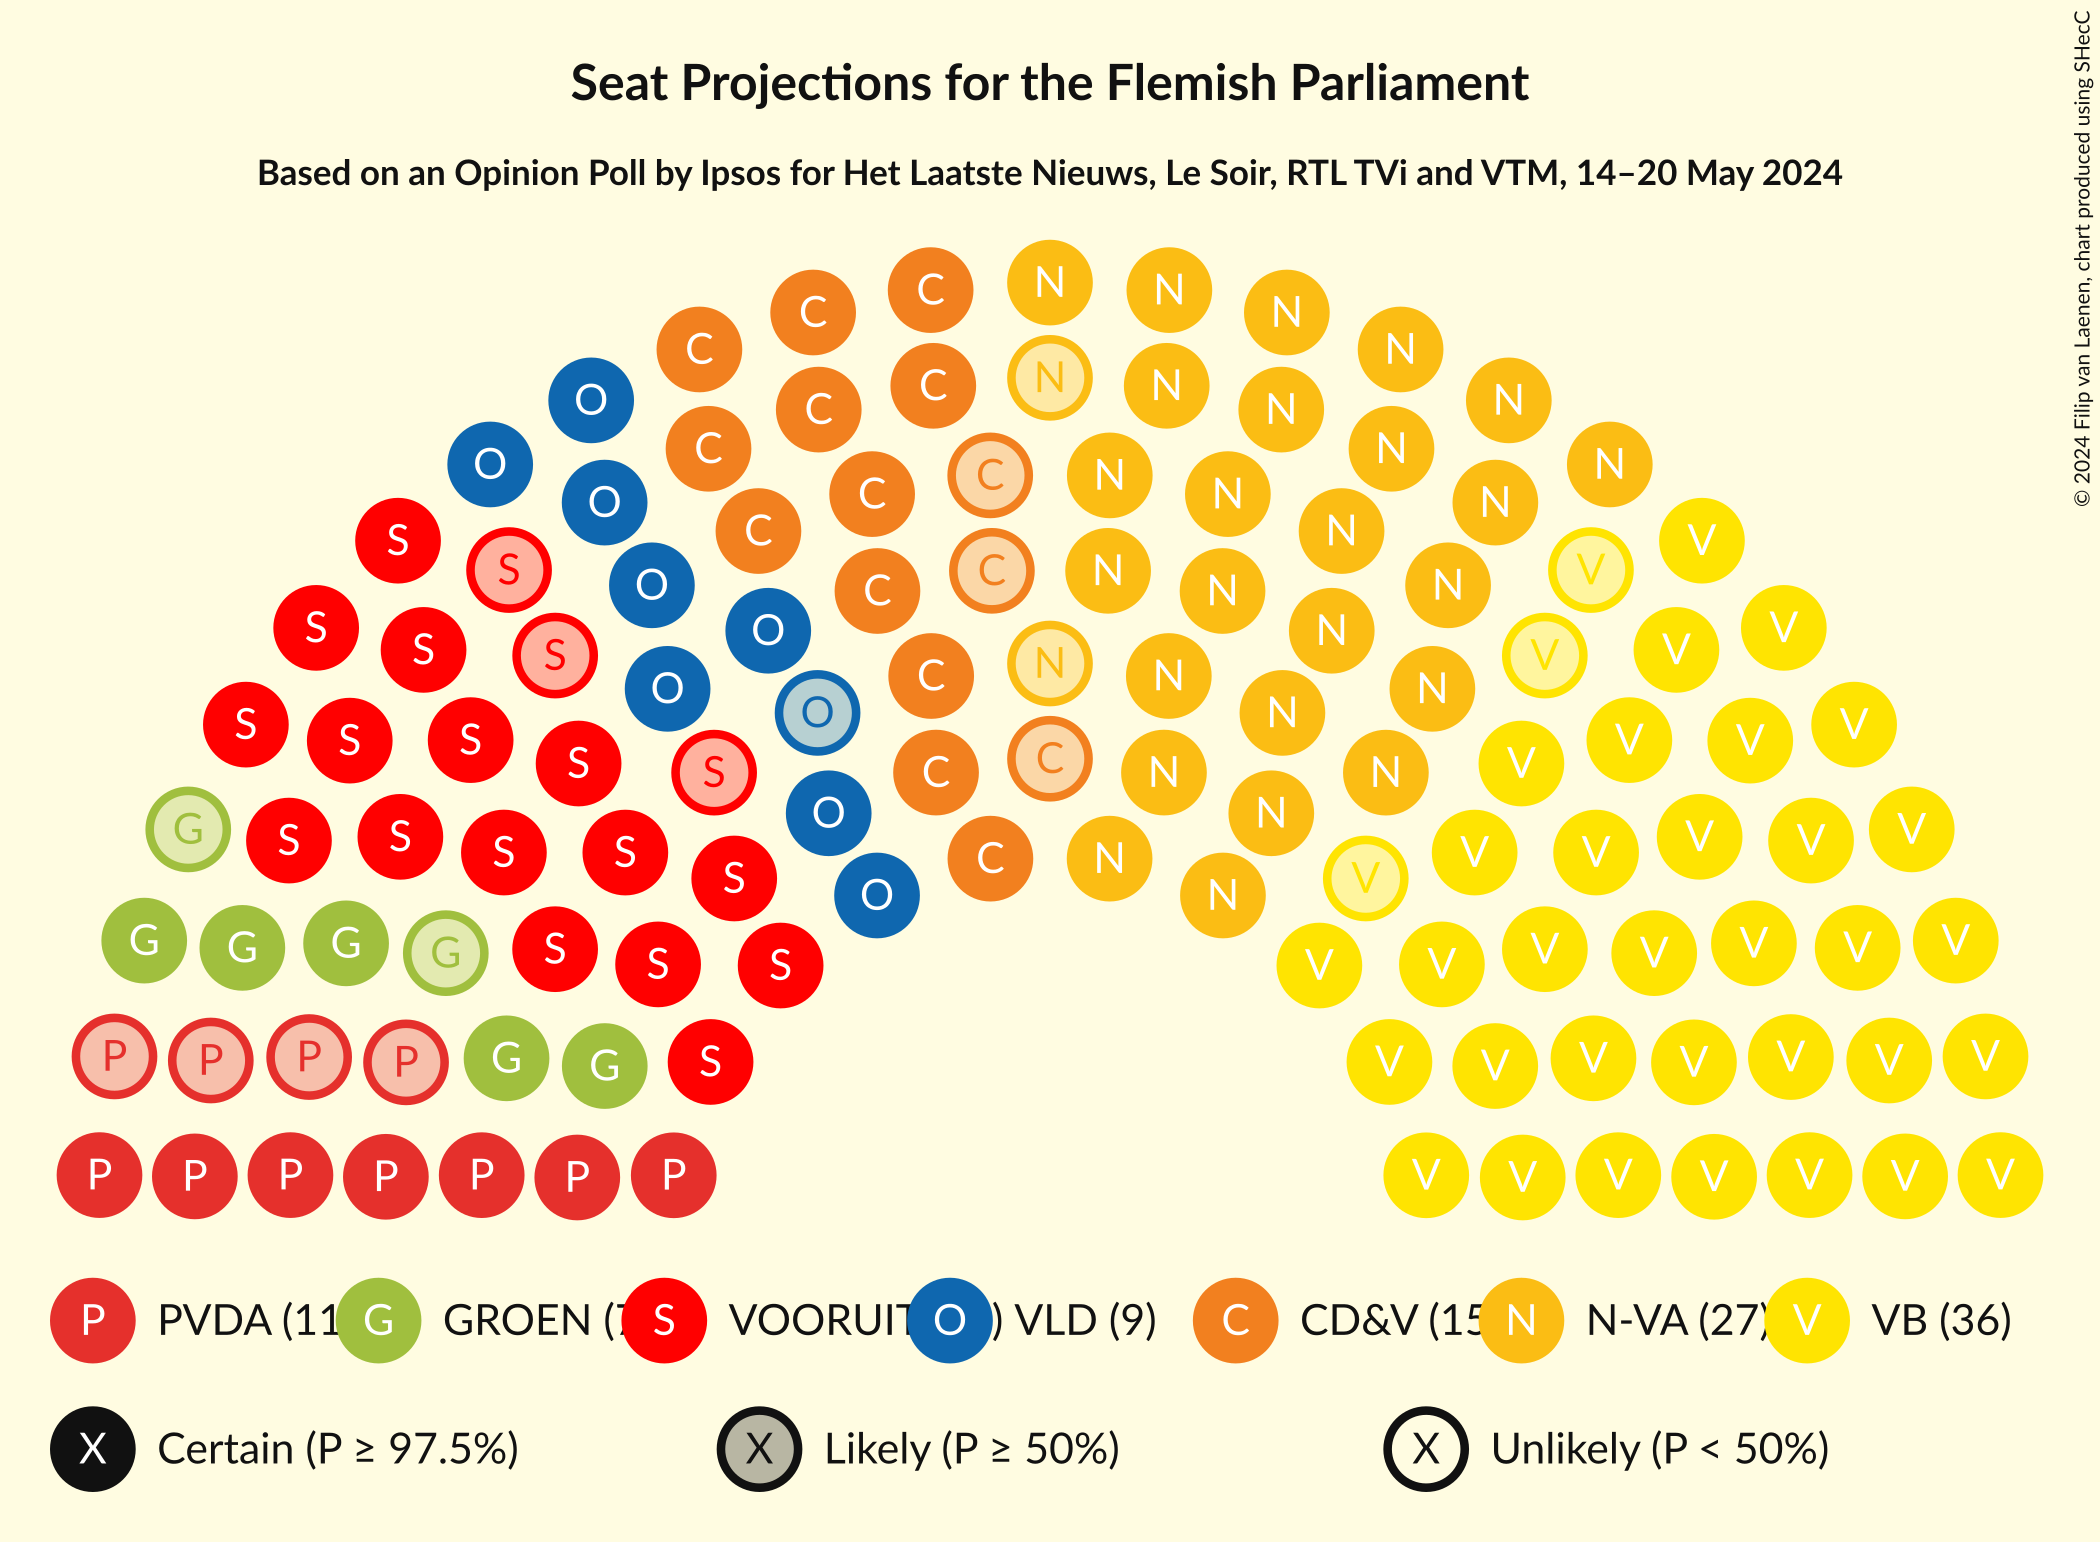 Seat Projections for the Flemish Parliament
Based on an Opinion Poll by Ipsos for Het Laatste Nieuws, Le Soir, RTL TVi and VTM, 14–20 May 2024
© 2024 Filip van Laenen, chart produced using SHecC
C C N N N
C N
O C C N N N N
O C C N N N
O C N N
S C N V
S O C C N N N V
S O N V
S S O C N N N V V
S O N V
S S S S C C N N V V V
G S S S S O C N N V V V V V
S O N V
G G G G S S S V V V V V V V
P P P P G G S V V V V V V V
P P P P P P P V V V V V V V
P PVDA (11 G GROEN ( S VOORUIT O ) VLD (9) C CD&V (15 N N-VA (27) V VB (36)
X Certain (P ≥ 97.5%) X Likely (P ≥ 50%) X Unlikely (P < 50%)